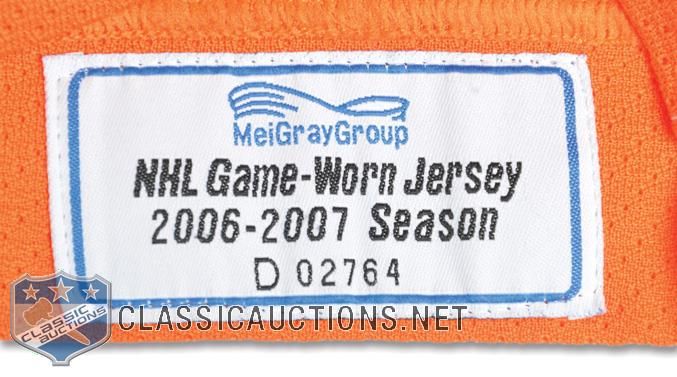 MeiGrayGroup
NHL Game-Worn Jersey
2006-2007 Season
D 02764
CLASSIC
AUCTIONS
CLASSICAUCTIONS.NET